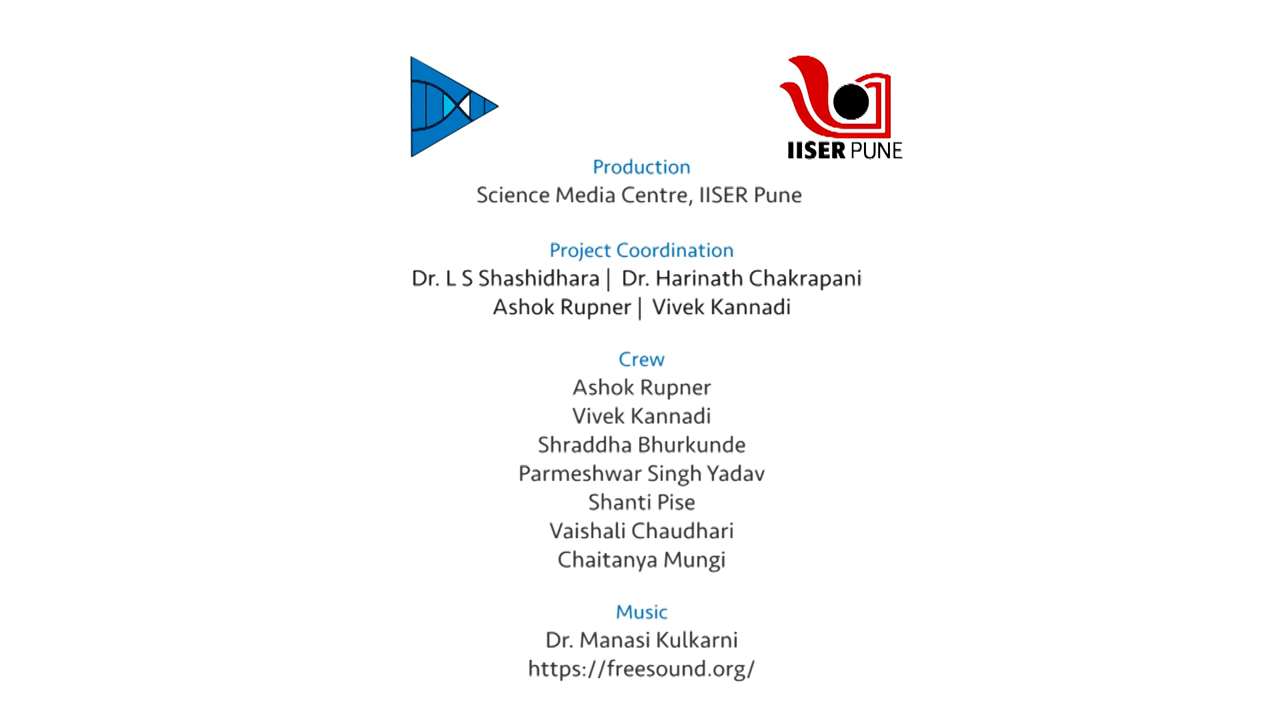 IISER PUNE
Production
Science Media Centre, IISER Pune
Project Coordination
Dr. L S Shashidhara | Dr. Harinath Chakrapani
Ashok Rupner | Vivek Kannadi
Crew
Ashok Rupner
Vivek Kannadi
Shraddha Bhurkunde
Parmeshwar Singh Yadav
Shanti Pise
Vaishali Chaudhari
Chaitanya Mungi
Music
Dr. Manasi Kulkarni
https://freesound.org/